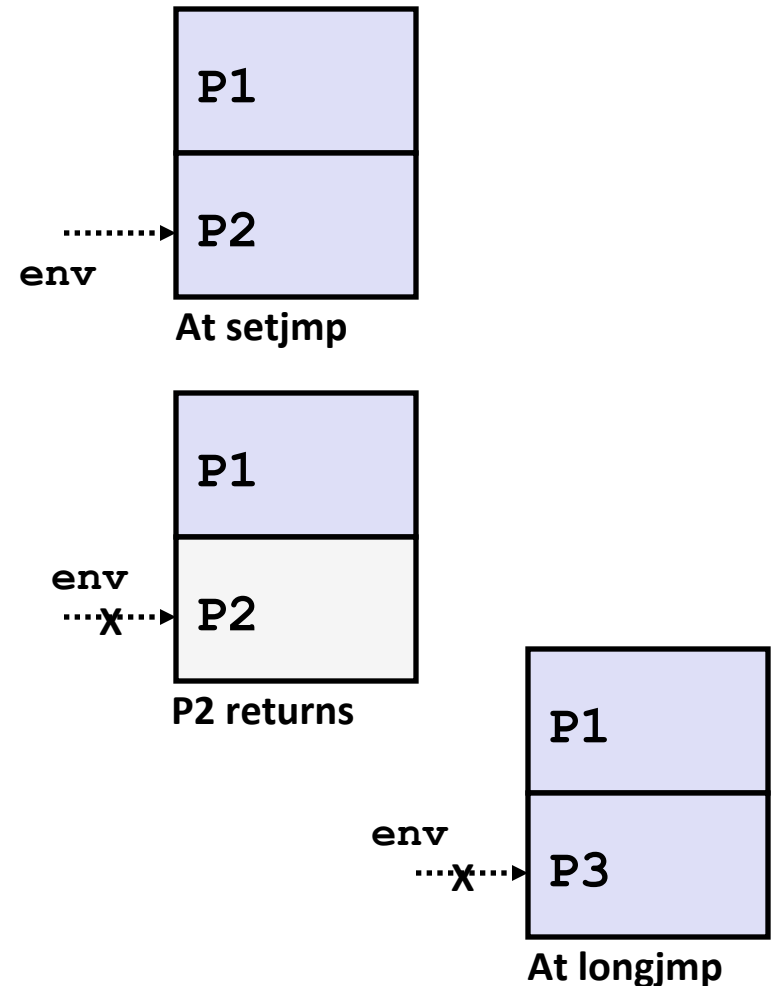 P1
P2
env
At setjmp
P1
env
X
P2
P2 returns
P1
env
X
P3
At longjmp